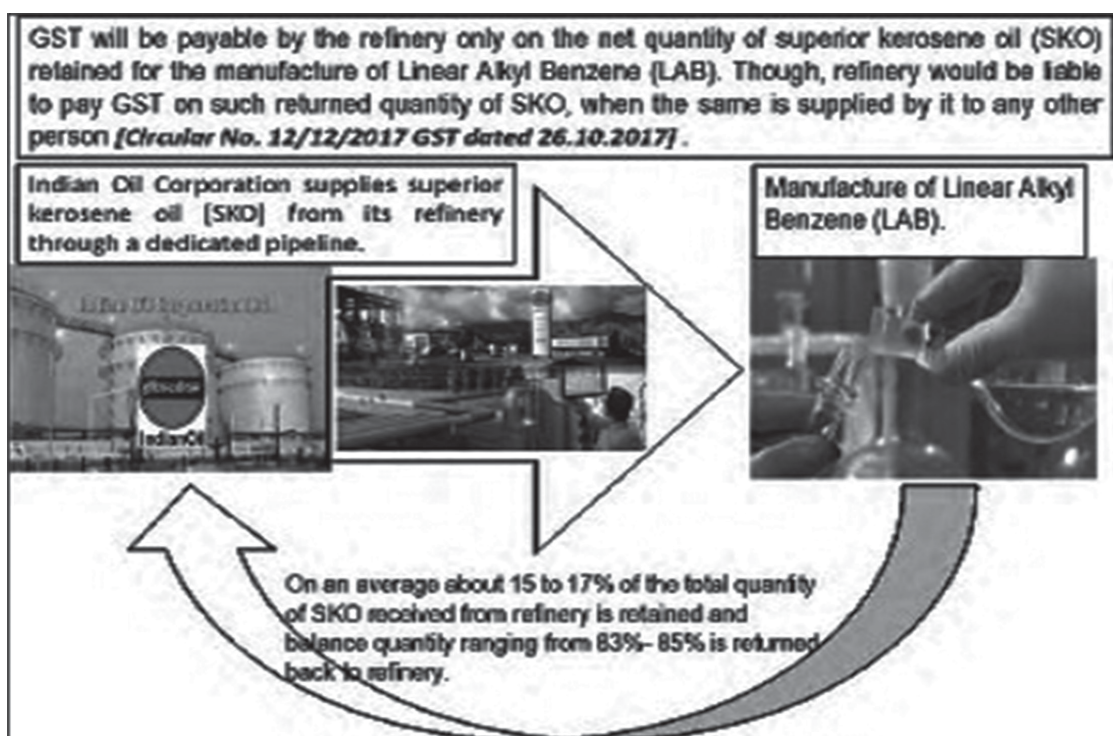 GST will be payable by the refinery only on the net quantity of superior kerosene oil (SKO)
retained for the manufacture of Linear Alkyl Benzene (LAB). Though, refinery would be liable
to pay GST on such returned quantity of SKO, when the same is supplied by it to any other
person [Circular No. 12/12/2017 GST dated 26.10.2017] .
Indian Oil Corporation supplies superior
kerosene oil [SKO] from its refinery
through a dedicated pipeline.
Manufacture of Linear Alkyl
Benzene (LAB).
IndianOil
On an average about 15 to 17% of the total quantity
of SKO received from refinery is retained and
balance quantity ranging from 83%- 85% is returned
back to refinery.